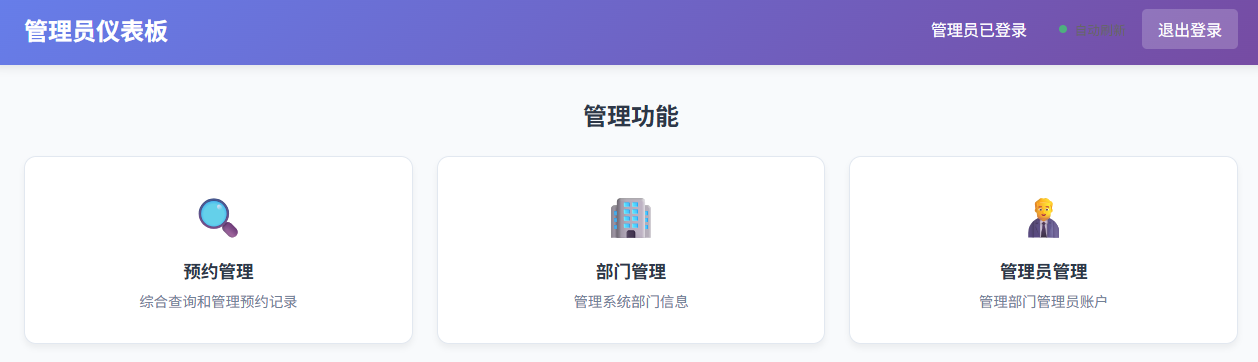 管理员仪表板
管理员已登录
退出登录
管理功能
预约管理
部门管理
管理员管理
综合查询和管理预约记录
管理系统部门信息
管理部门管理员账户